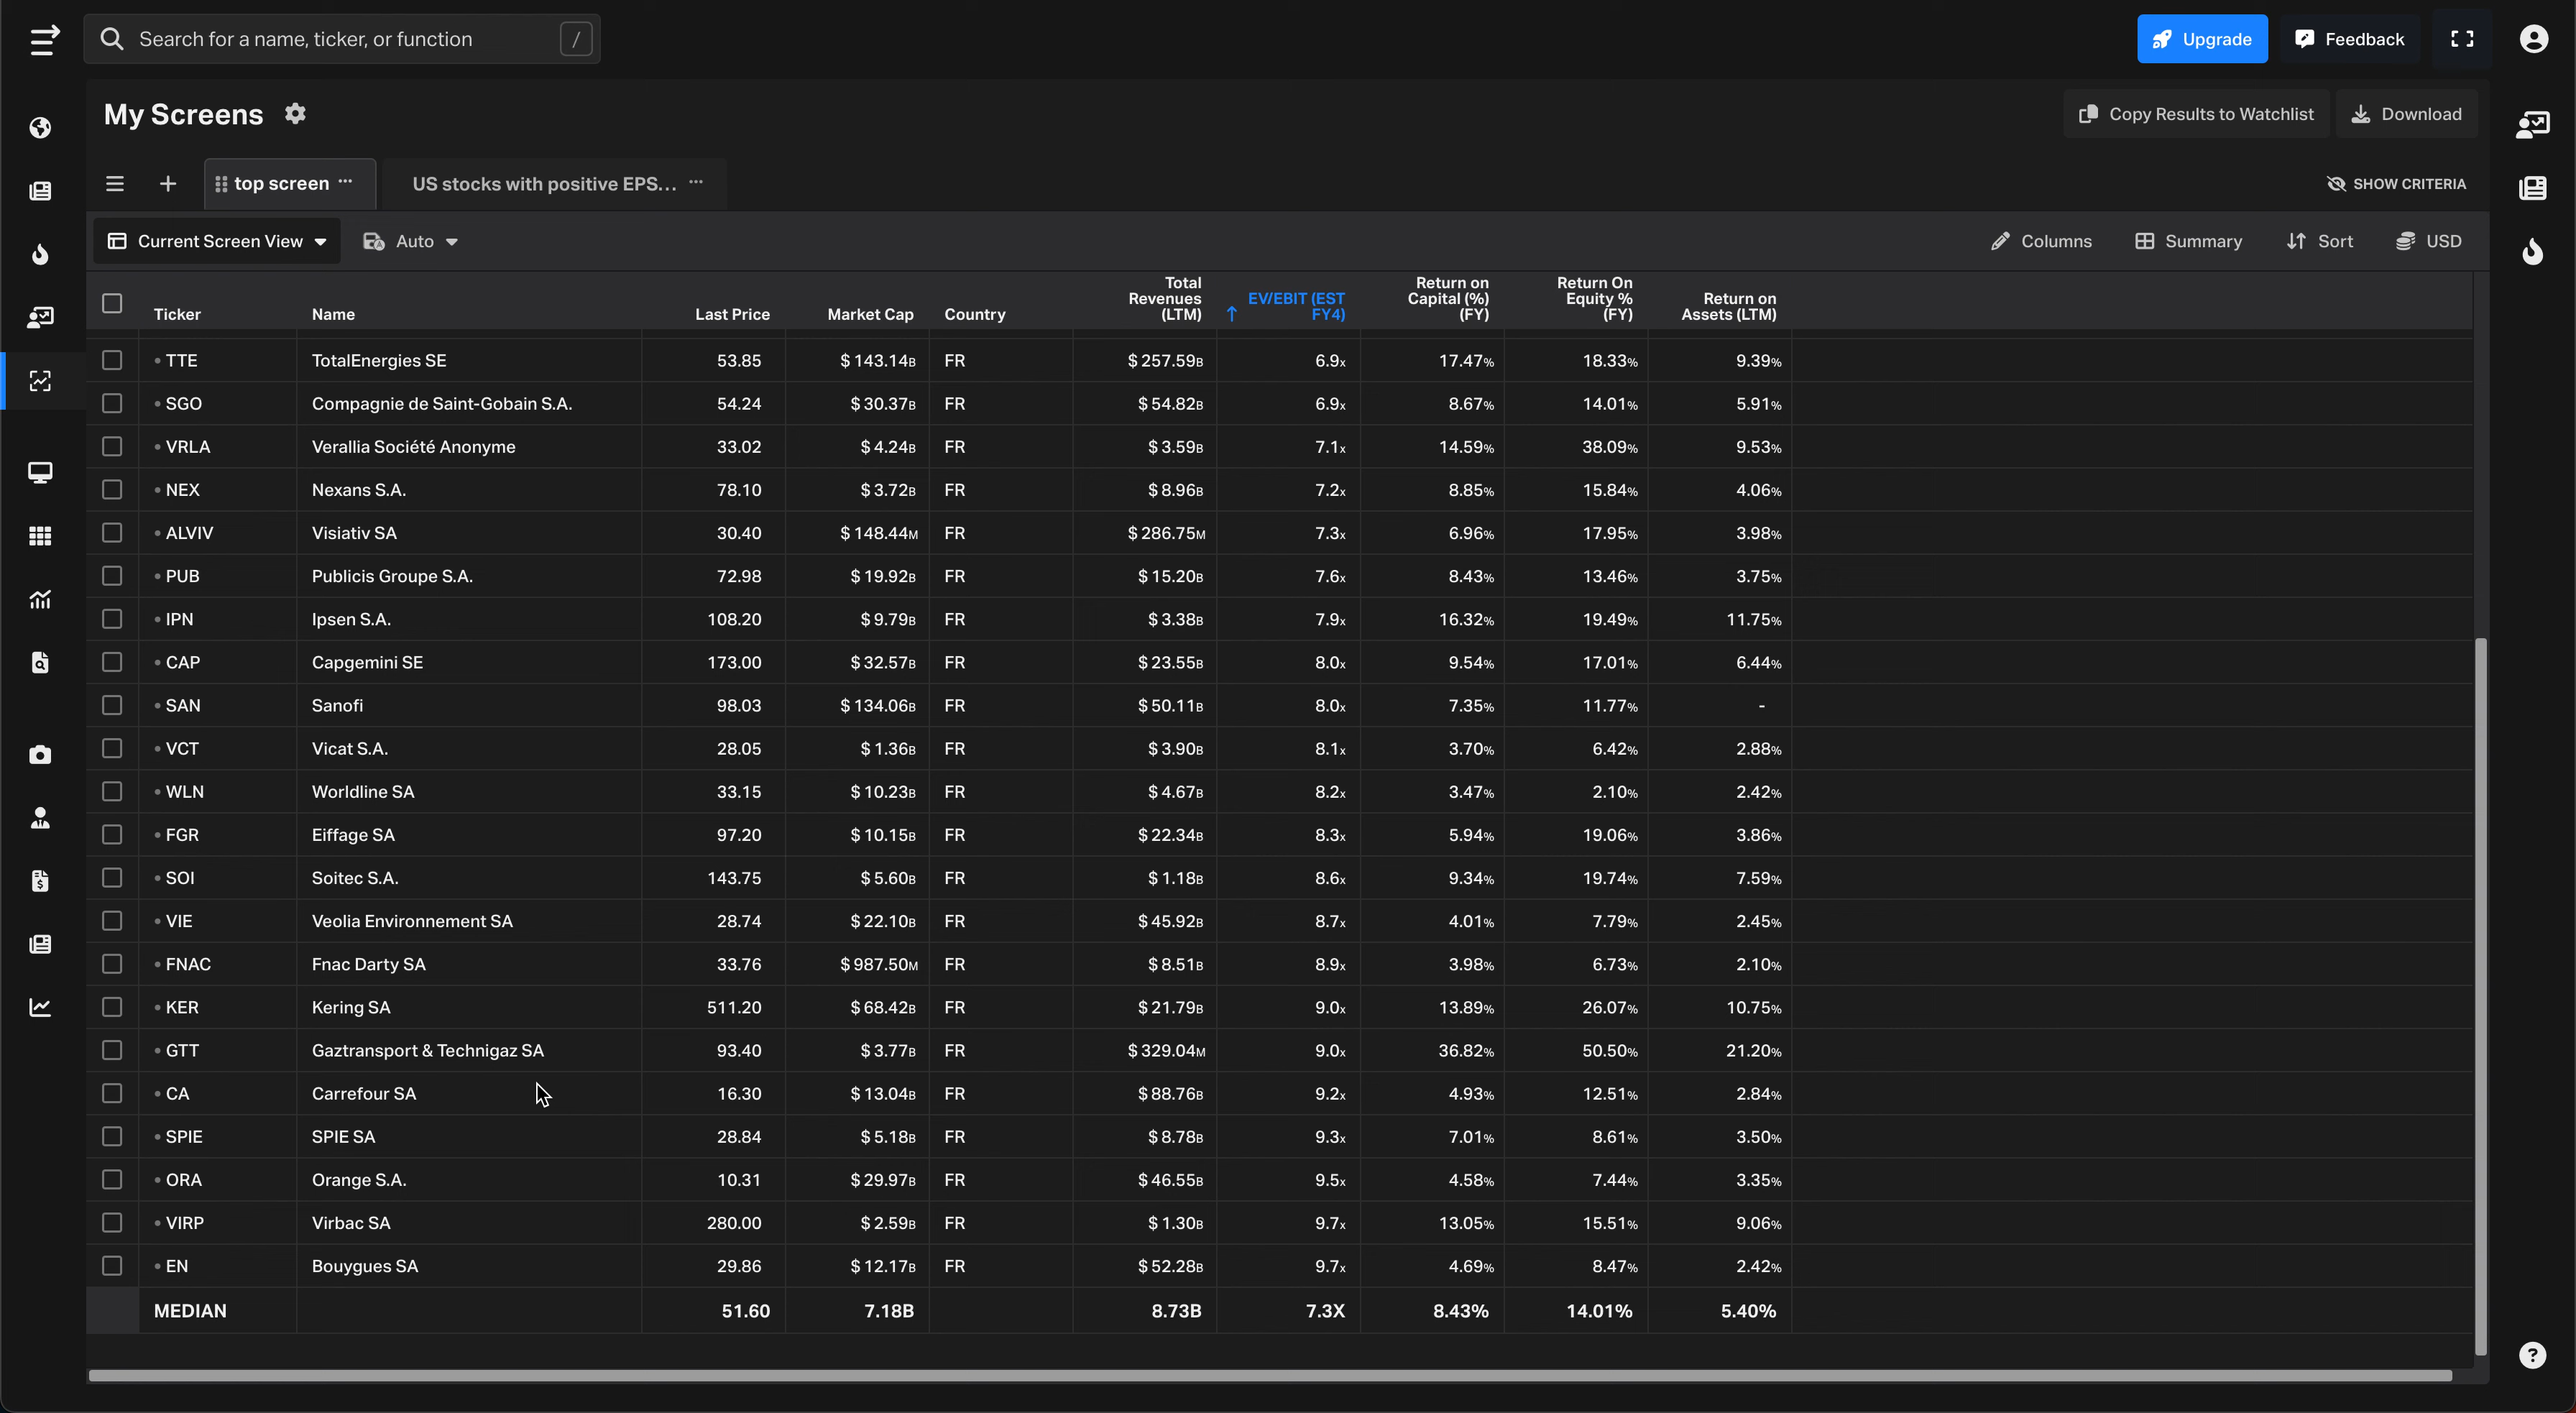 Search for a name, ticker, or function /
Upgrade Feedback
My Screens
Copy Results to Watchlist Download
top screen ··· US stocks with positive EPS... ···
SHOW CRITERIA
Current Screen View Auto
Columns Summary Sort USD
Ticker Name Last Price Market Cap Country Total Revenues (LTM) ↑ EV/EBIT (EST FY4) Return on Capital (%) (FY) Return On Equity % (FY) Return on Assets (LTM)
• TTE TotalEnergies SE 53.85 $ 143.14B FR $ 257.59B 6.9x 17.47% 18.33% 9.39%
• SGO Compagnie de Saint-Gobain S.A. 54.24 $ 30.37B FR $ 54.82B 6.9x 8.67% 14.01% 5.91%
• VRLA Verallia Société Anonyme 33.02 $ 4.24B FR $ 3.59B 7.1x 14.59% 38.09% 9.53%
• NEX Nexans S.A. 78.10 $ 3.72B FR $ 8.96B 7.2x 8.85% 15.84% 4.06%
• ALVIV Visiativ SA 30.40 $ 148.44M FR $ 286.75M 7.3x 6.96% 17.95% 3.98%
• PUB Publicis Groupe S.A. 72.98 $ 19.92B FR $ 15.20B 7.6x 8.43% 13.46% 3.75%
• IPN Ipsen S.A. 108.20 $ 9.79B FR $ 3.38B 7.9x 16.32% 19.49% 11.75%
• CAP Capgemini SE 173.00 $ 32.57B FR $ 23.55B 8.0x 9.54% 17.01% 6.44%
• SAN Sanofi 98.03 $ 134.06B FR $ 50.11B 8.0x 7.35% 11.77% -
• VCT Vicat S.A. 28.05 $ 1.36B FR $ 3.90B 8.1x 3.70% 6.42% 2.88%
• WLN Worldline SA 33.15 $ 10.23B FR $ 4.67B 8.2x 3.47% 2.10% 2.42%
• FGR Eiffage SA 97.20 $ 10.15B FR $ 22.34B 8.3x 5.94% 19.06% 3.86%
• SOI Soitec S.A. 143.75 $ 5.60B FR $ 1.18B 8.6x 9.34% 19.74% 7.59%
• VIE Veolia Environnement SA 28.74 $ 22.10B FR $ 45.92B 8.7x 4.01% 7.79% 2.45%
• FNAC Fnac Darty SA 33.76 $ 987.50M FR $ 8.51B 8.9x 3.98% 6.73% 2.10%
• KER Kering SA 511.20 $ 68.42B FR $ 21.79B 9.0x 13.89% 26.07% 10.75%
• GTT Gaztransport & Technigaz SA 93.40 $ 3.77B FR $ 329.04M 9.0x 36.82% 50.50% 21.20%
• CA Carrefour SA 16.30 $ 13.04B FR $ 88.76B 9.2x 4.93% 12.51% 2.84%
• SPIE SPIE SA 28.84 $ 5.18B FR $ 8.78B 9.3x 7.01% 8.61% 3.50%
• ORA Orange S.A. 10.31 $ 29.97B FR $ 46.55B 9.5x 4.58% 7.44% 3.35%
• VIRP Virbac SA 280.00 $ 2.59B FR $ 1.30B 9.7x 13.05% 15.51% 9.06%
• EN Bouygues SA 29.86 $ 12.17B FR $ 52.28B 9.7x 4.69% 8.47% 2.42%
MEDIAN 51.60 7.18B 8.73B 7.3X 8.43% 14.01% 5.40%